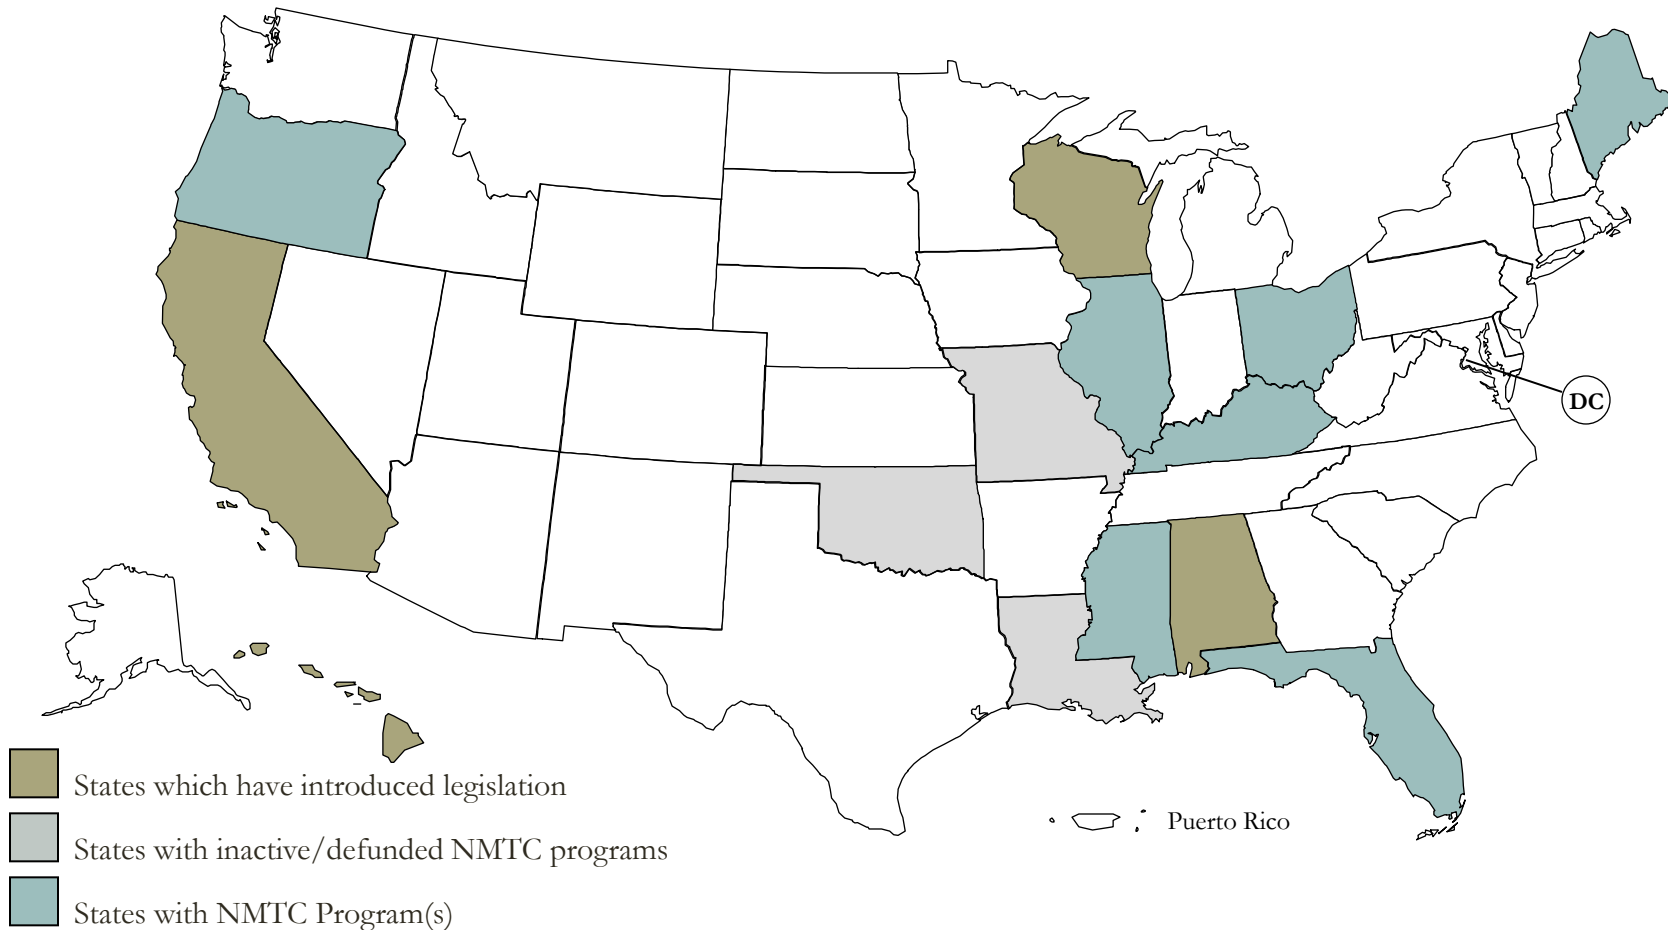 DC
States which have introduced legislation
Puerto Rico
States with inactive/defunded NMTC programs
States with NMTC Program(s)